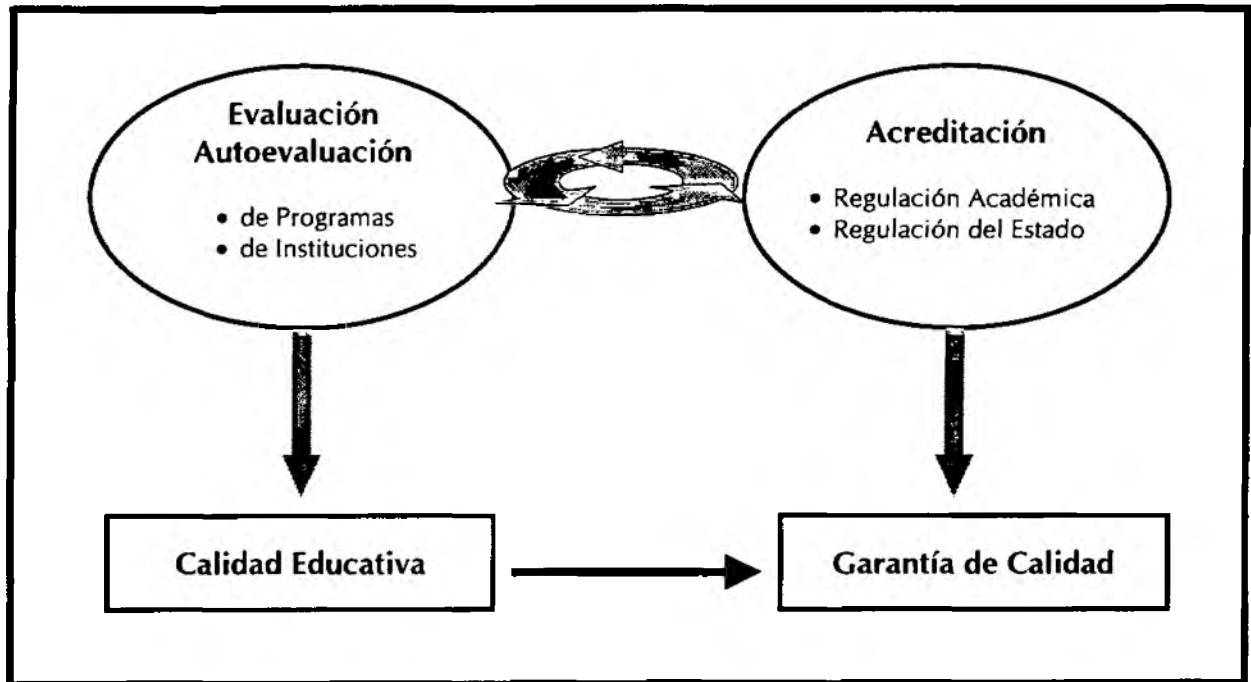 Evaluación
Autoevaluación
• de Programas
• de Instituciones
Acreditación
• Regulación Académica
• Regulación del Estado
Calidad Educativa
Garantía de Calidad